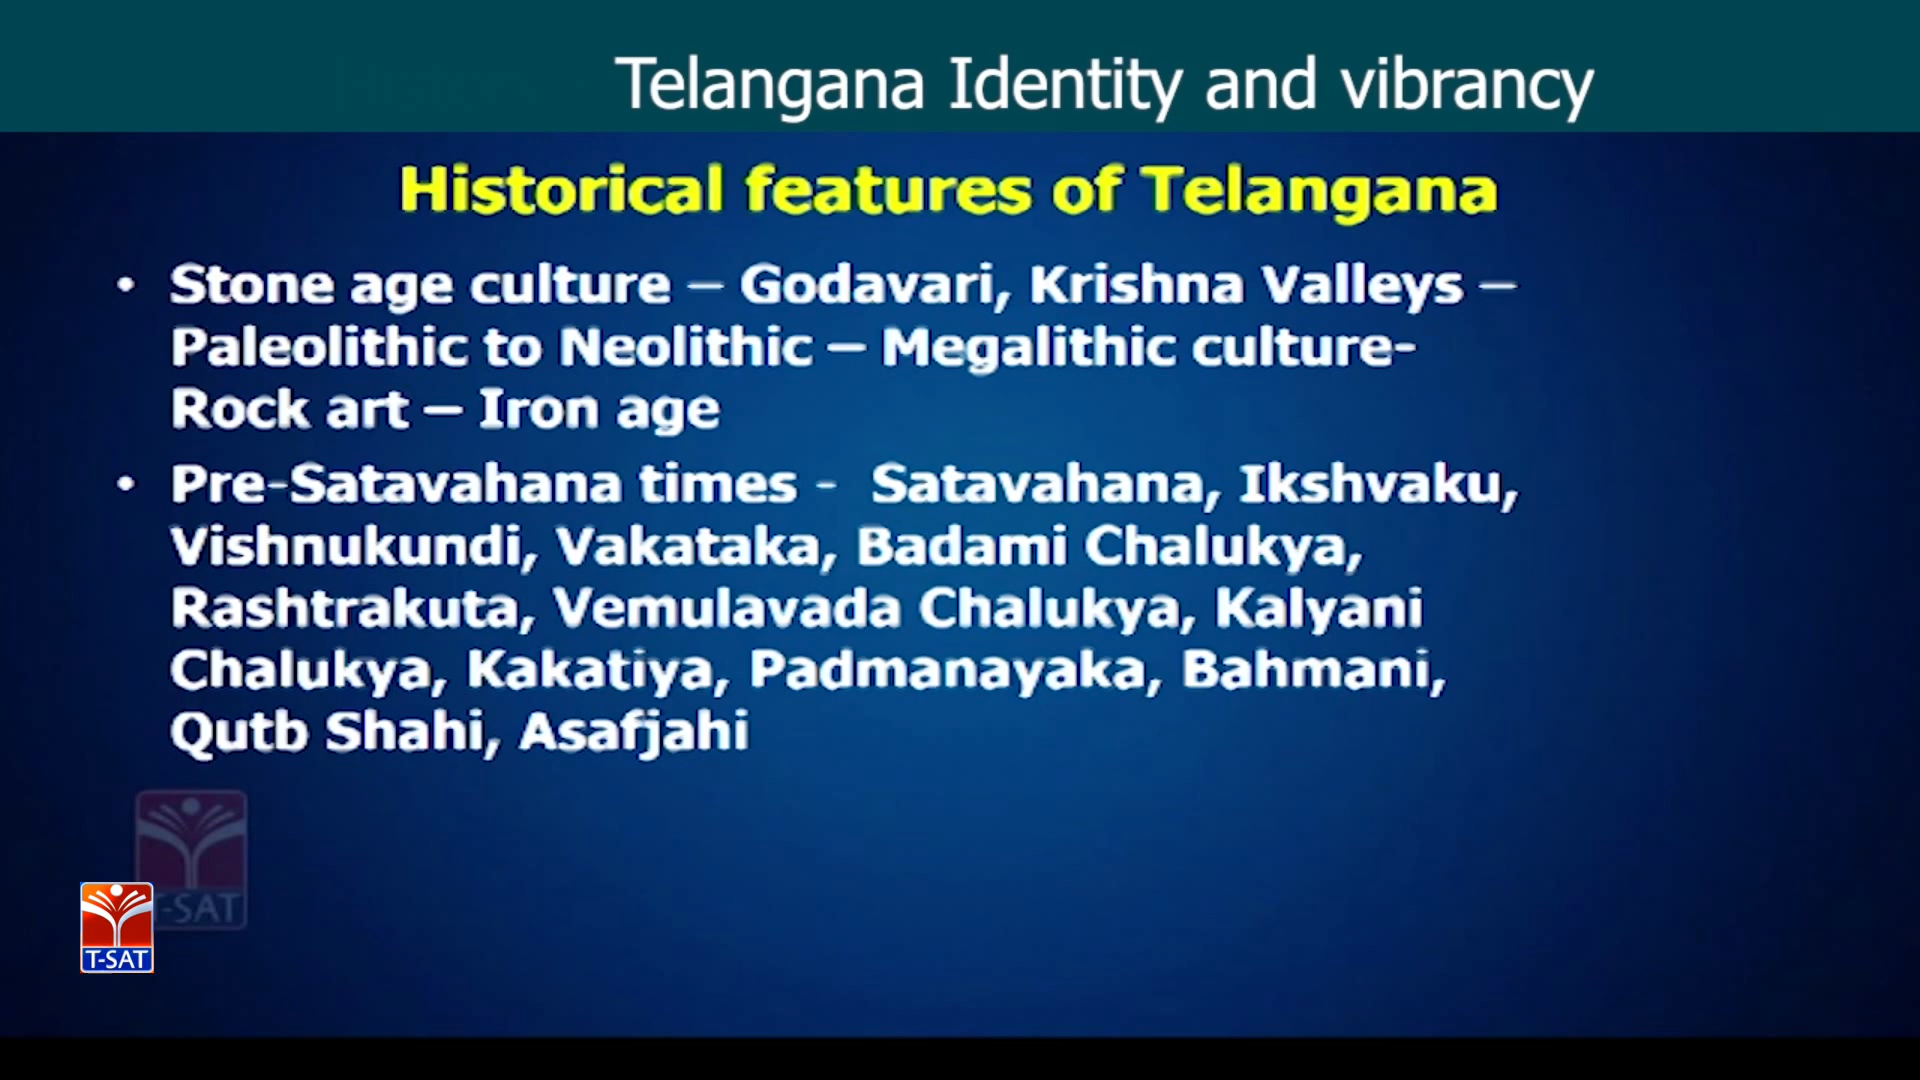 Telangana Identity and vibrancy
Historical features of Telangana
• Stone age culture – Godavari, Krishna Valleys –
Paleolithic to Neolithic – Megalithic culture-
Rock art – Iron age
• Pre-Satavahana times - Satavahana, Ikshvaku,
Vishnukundi, Vakataka, Badami Chalukya,
Rashtrakuta, Vemulavada Chalukya, Kalyani
Chalukya, Kakatiya, Padmanayaka, Bahmani,
Qutb Shahi, Asafjahi
T-SAT
T-SAT